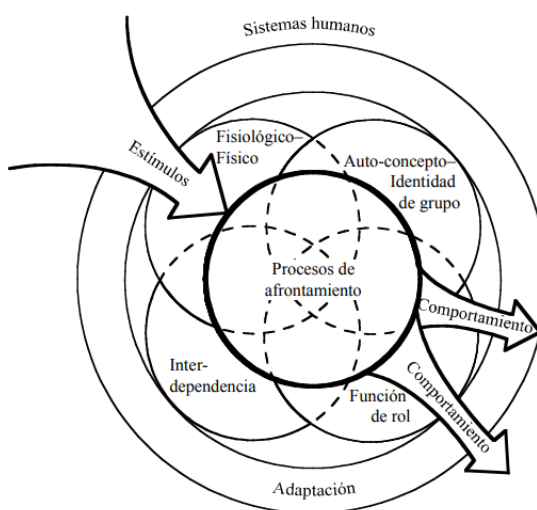 Sistemas humanos
Estímulos
Fisiológico–
Físico
Auto-concepto–
Identidad
de grupo
Procesos de
afrontamiento
Comportamiento
Inter-
dependencia
Comportamiento
Función
de rol
Adaptación